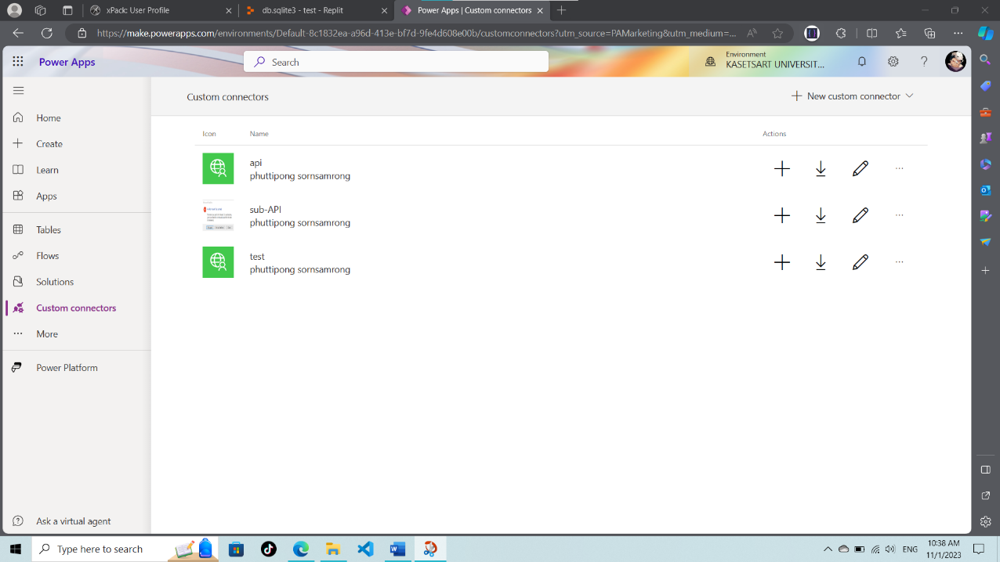 xPack: User Profile
db.sqlite3 - test - Replit
Power Apps | Custom connectors
https://make.powerapps.com/environments/Default-8c1832ea-a96d-413e-bf7d-9fe4d608e00b/customconnectors?utm_source=PAMarketing&utm_medium=...
Power Apps
Search
Environment
KASETSART UNIVERSIT...
Custom connectors
New custom connector
Home
Create
Learn
Apps
Tables
Flows
Solutions
Custom connectors
More
Power Platform
Ask a virtual agent
Icon Name Actions
api
phuttipong sornsamrong
sub-API
phuttipong sornsamrong
test
phuttipong sornsamrong
Type here to search
ENG
10:38 AM
11/1/2023